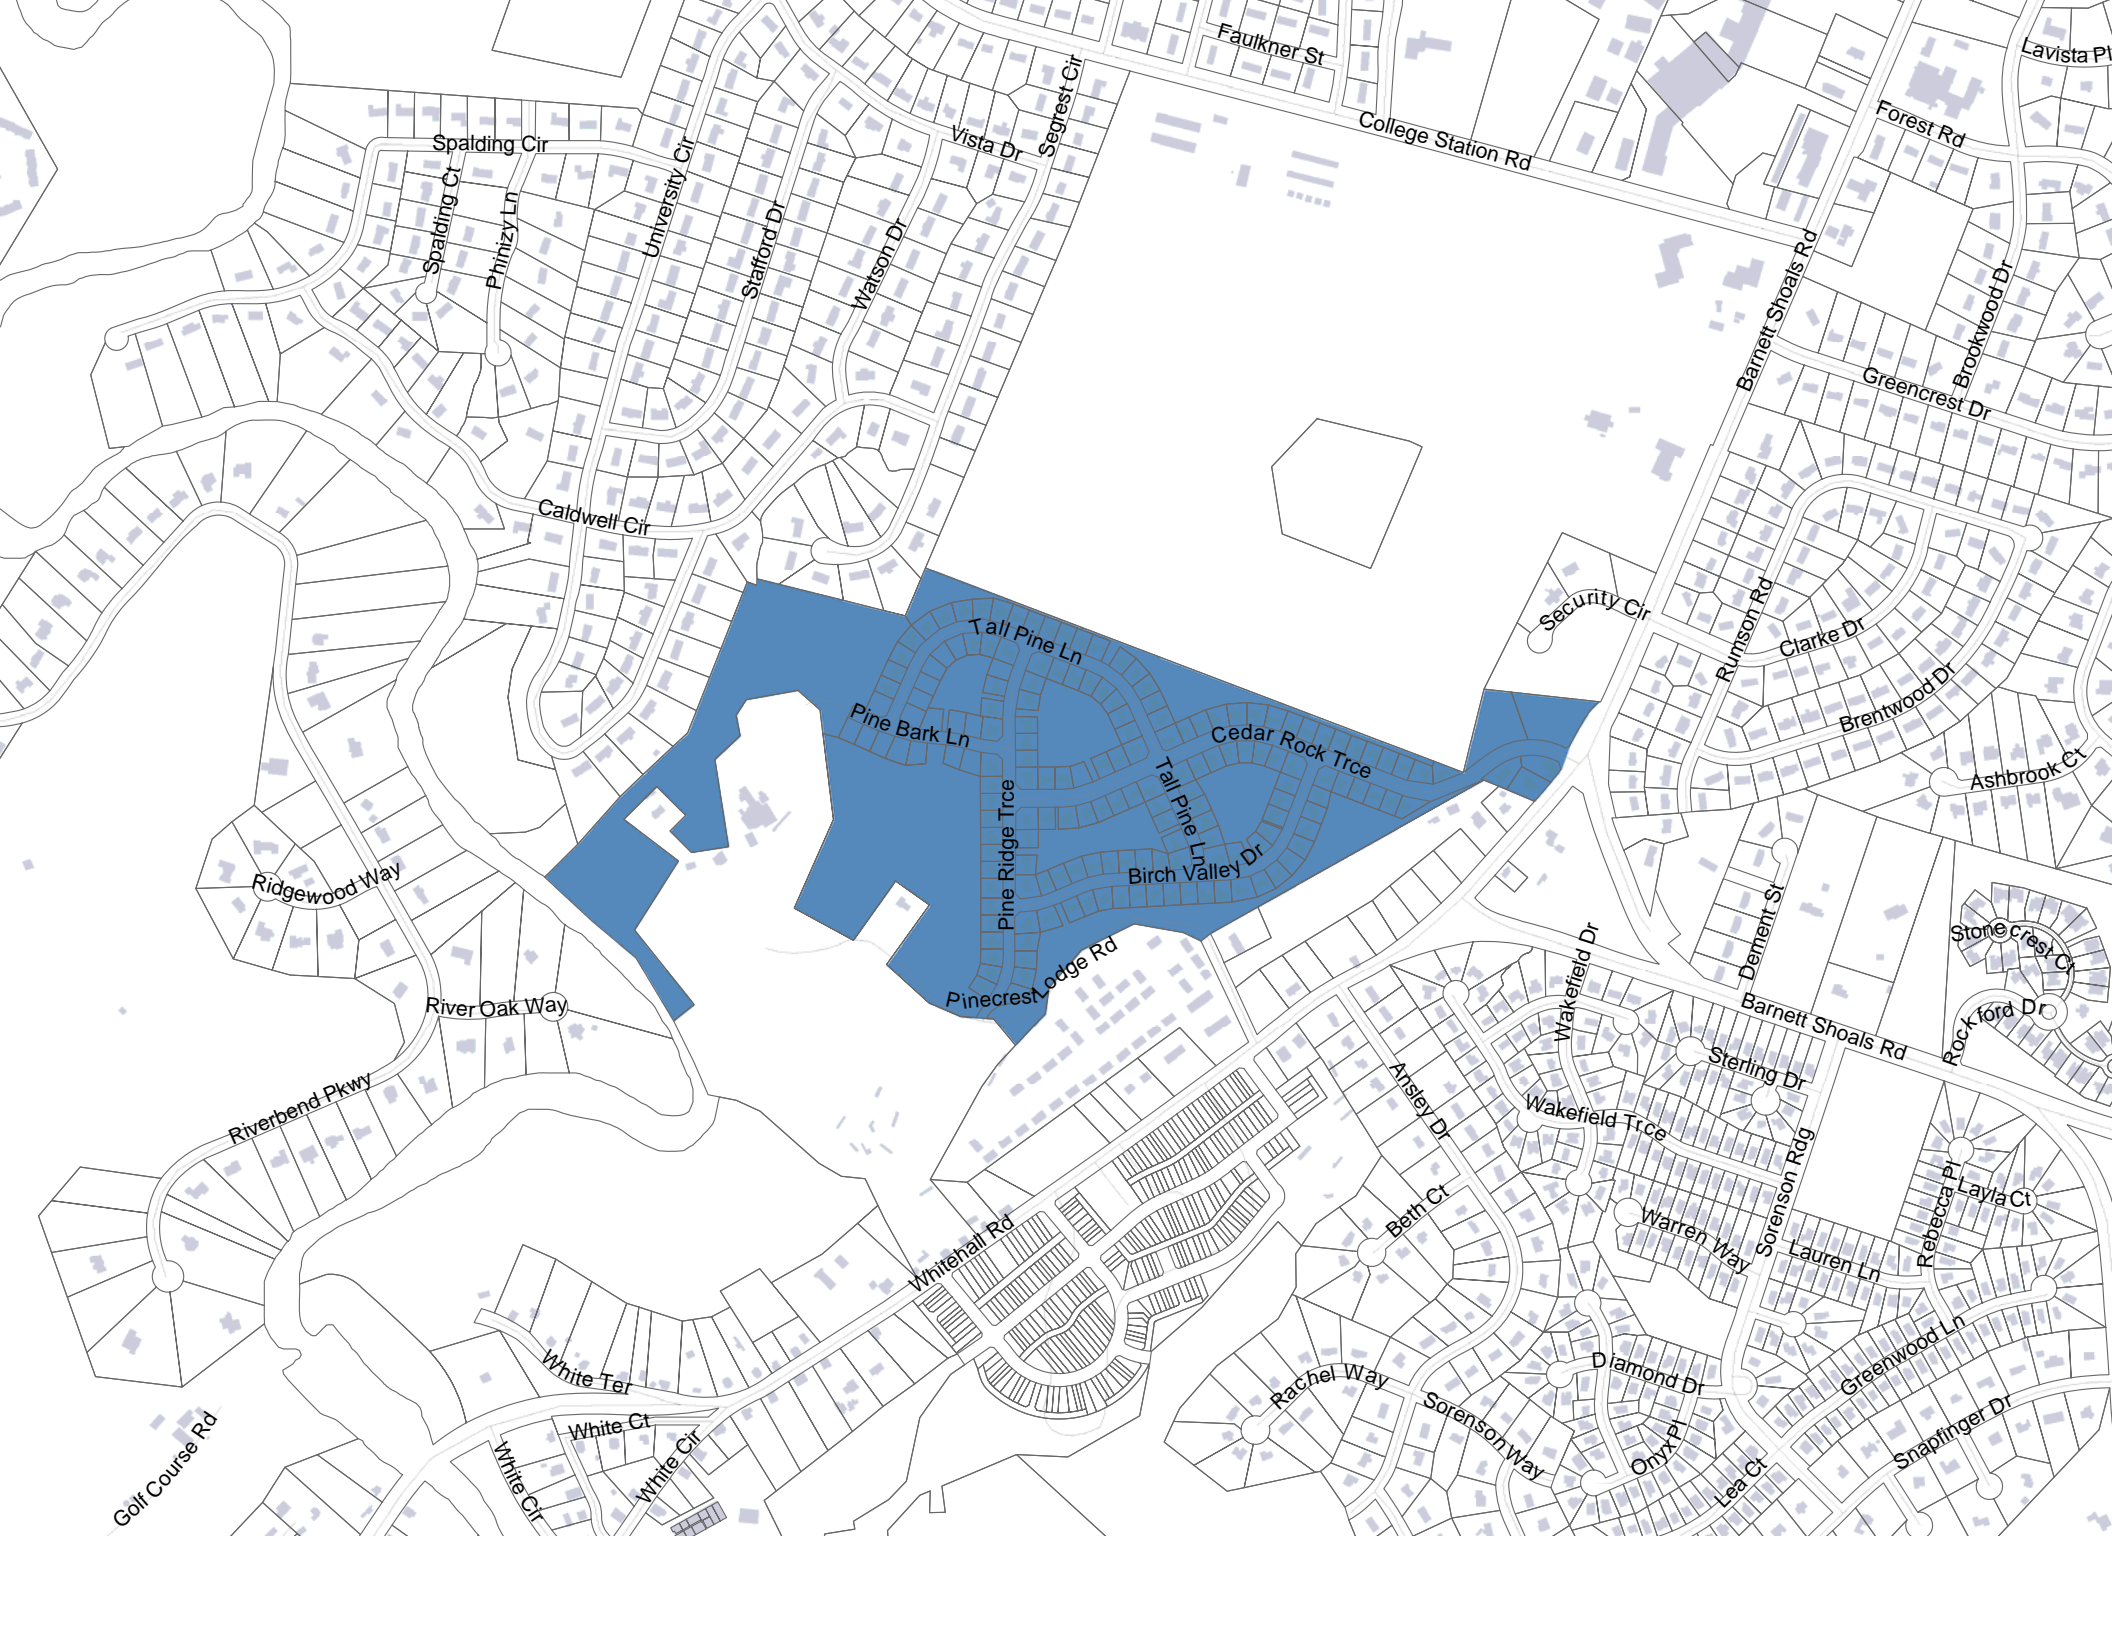 Faulkner St
Lavista Pl
Segrest Cir
Forest Rd
Vista Dr
College Station Rd
Spalding Cir
University Cir
Spalding Ct
Phinizy Ln
Stafford Dr
Watson Dr
Barnett Shoals Rd
Brookwood Dr
Greencrest Dr
Caldwell Cir
Security Cir
Rumson Rd
Clarke Dr
Tall Pine Ln
Brentwood Dr
Pine Bark Ln
Cedar Rock Trce
Ashbrook Ct
Tall Pine Ln
Pine Ridge Trce
Birch Valley Dr
Ridgewood Way
Dement St
Stonecrest Ct
Wakefield Dr
Lodge Rd
Pinecrest
River Oak Way
Barnett Shoals Rd
Rockford Dr
Sterling Dr
Ansley Dr
Riverbend Pkwy
Wakefield Trce
Sorenson Rdg
Rebecca Pl
Layla Ct
Beth Ct
Warren Way
Lauren Ln
Whitehall Rd
White Ter
Rachel Way
Diamond Dr
Greenwood Ln
Sorenson Way
Snapfinger Dr
Onyx Pl
Lea Ct
White Ct
White Cir
White Cir
Golf Course Rd